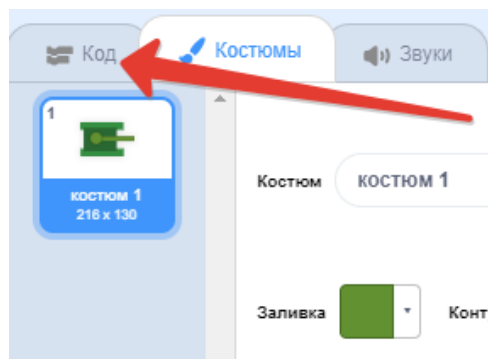 Код
Костюмы
Звуки
1
костюм 1
216 x 130
Костюм
костюм 1
Заливка
Конт